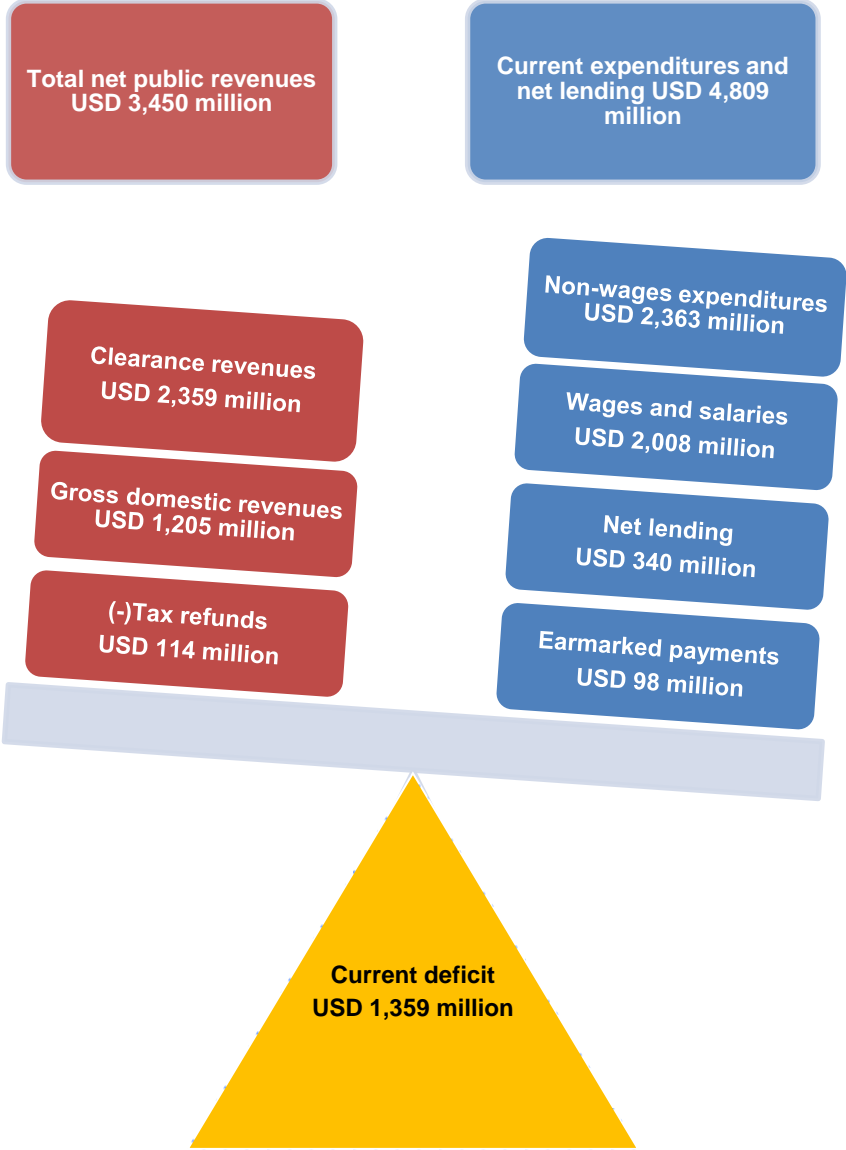 Total net public revenues
USD 3,450 million
Current expenditures and
net lending USD 4,809
million
Clearance revenues
USD 2,359 million
Gross domestic revenues
USD 1,205 million
(-)Tax refunds
USD 114 million
Non-wages expenditures
USD 2,363 million
Wages and salaries
USD 2,008 million
Net lending
USD 340 million
Earmarked payments
USD 98 million
Current deficit
USD 1,359 million